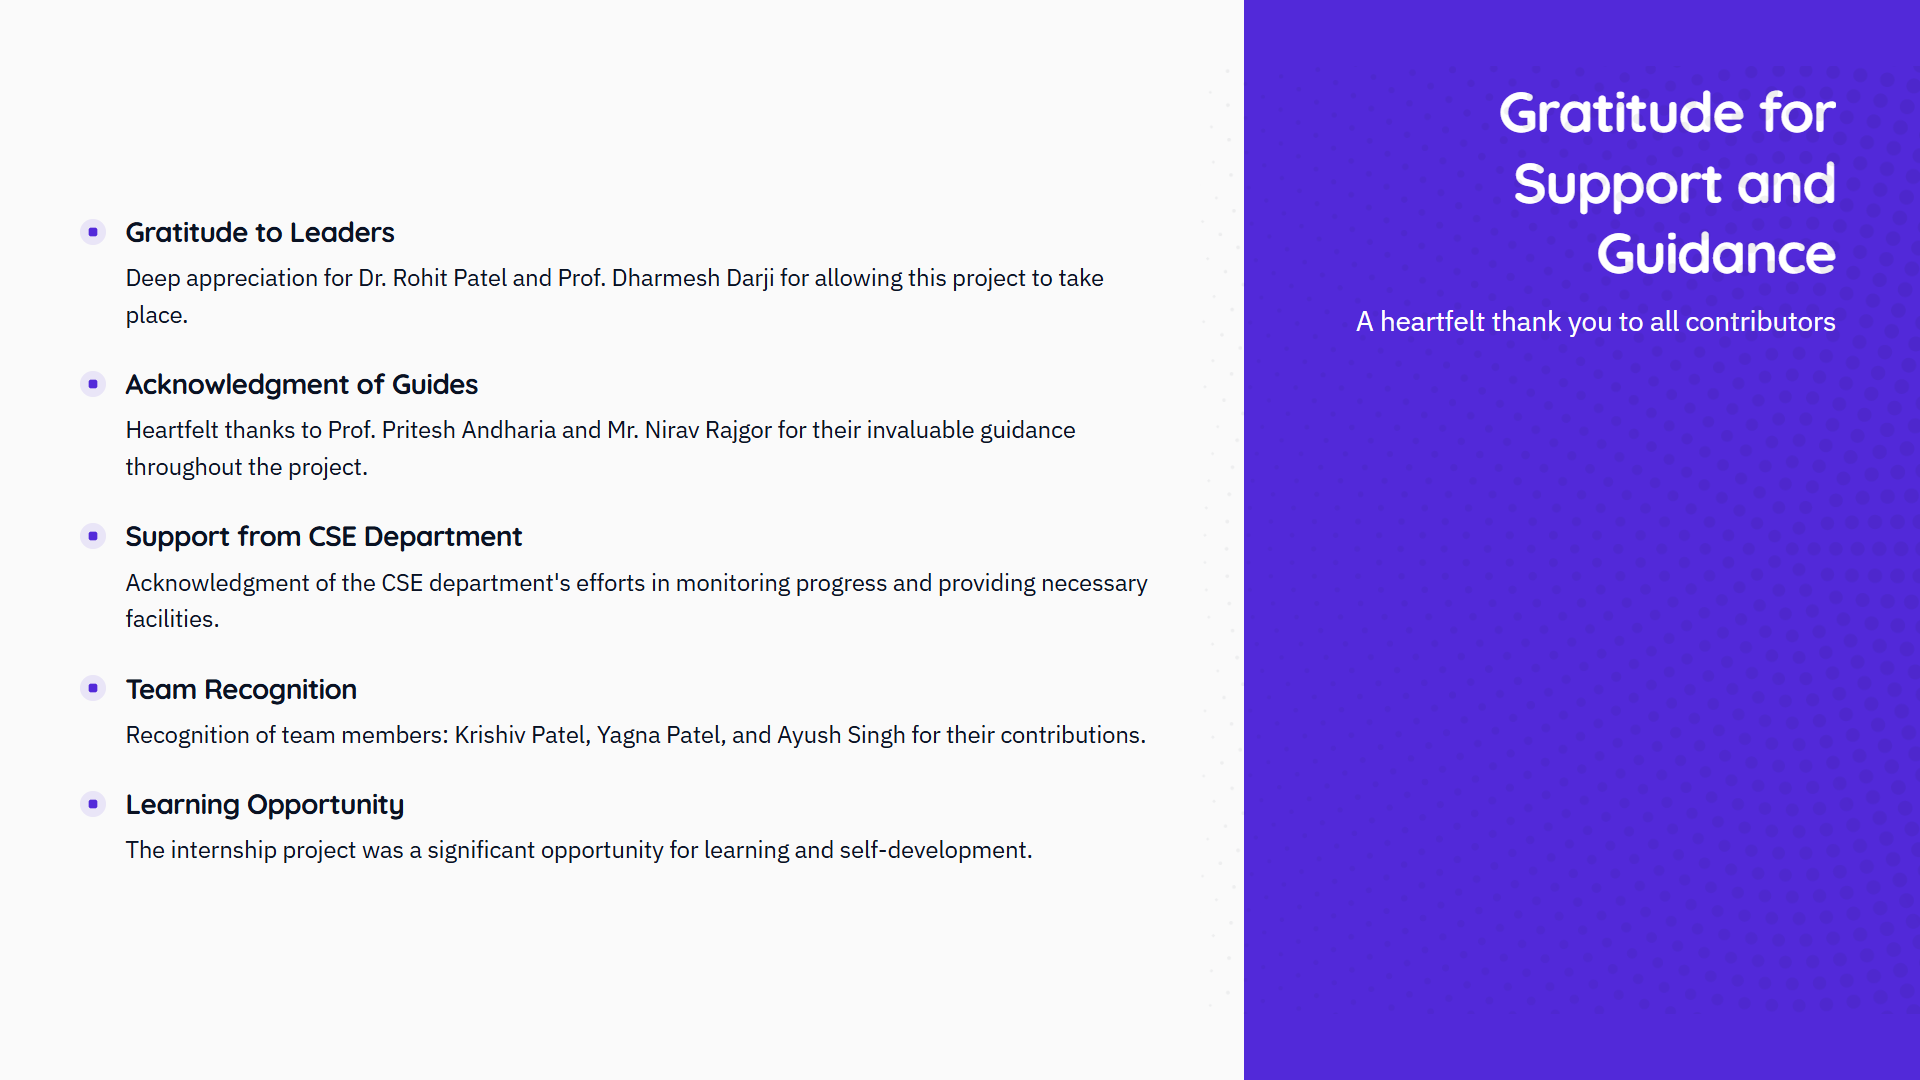 Gratitude for
Support and
Guidance
A heartfelt thank you to all contributors
Gratitude to Leaders
Deep appreciation for Dr. Rohit Patel and Prof. Dharmesh Darji for allowing this project to take
place.
Acknowledgment of Guides
Heartfelt thanks to Prof. Pritesh Andharia and Mr. Nirav Rajgor for their invaluable guidance
throughout the project.
Support from CSE Department
Acknowledgment of the CSE department's efforts in monitoring progress and providing necessary
facilities.
Team Recognition
Recognition of team members: Krishiv Patel, Yagna Patel, and Ayush Singh for their contributions.
Learning Opportunity
The internship project was a significant opportunity for learning and self-development.